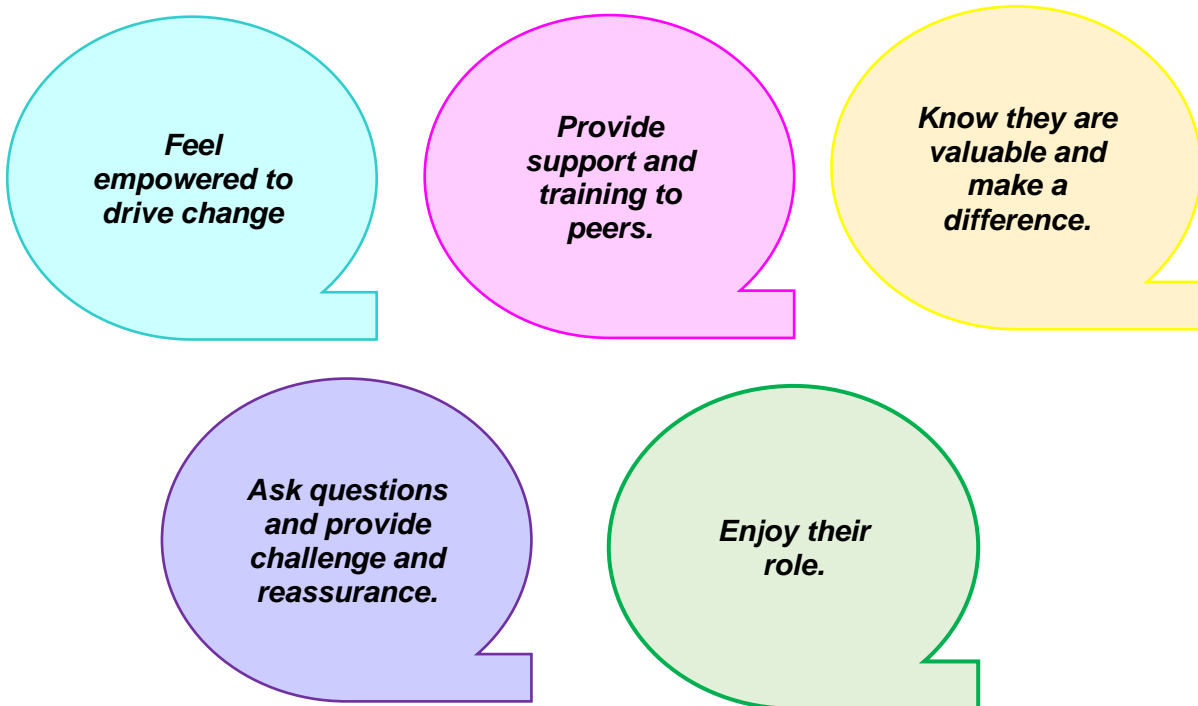 Feel
empowered to
drive change
Provide
support and
training to
peers.
Know they are
valuable and
make a
difference.
Ask questions
and provide
challenge and
reassurance.
Enjoy their
role.